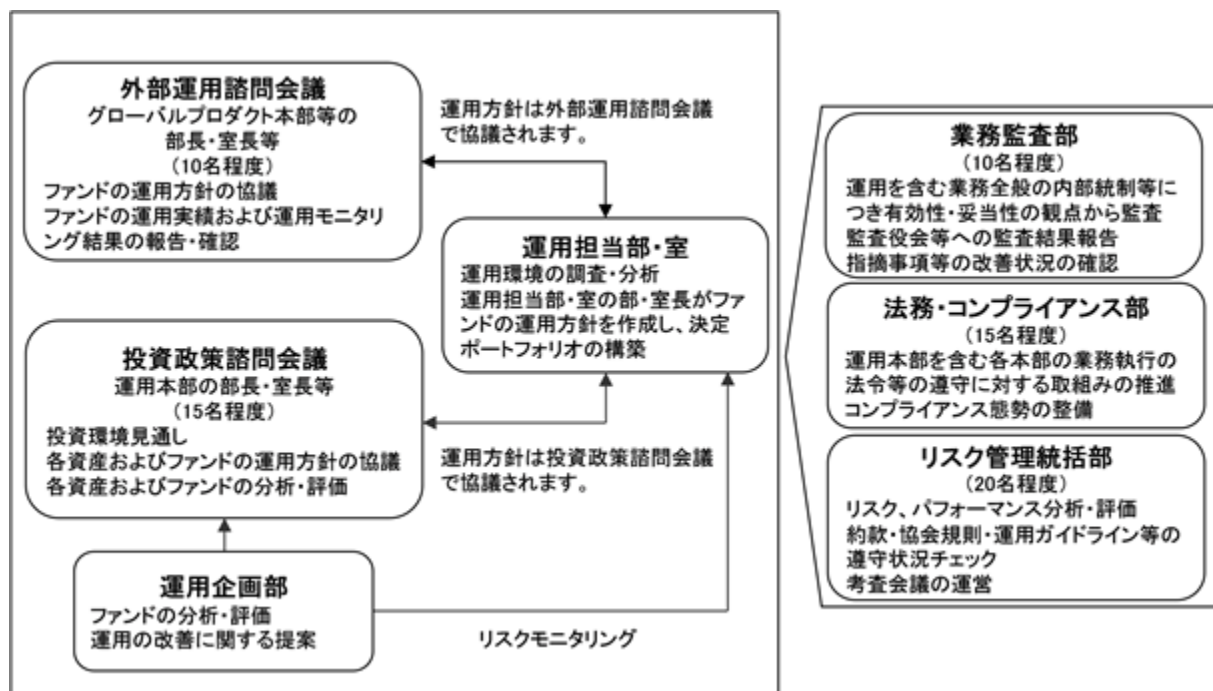 外部運用諮問会議
グローバルプロダクト本部等の
部長・室長等
(10名程度)
ファンドの運用方針の協議
ファンドの運用実績および運用モニタリ
ング結果の報告・確認
運用方針は外部運用諮問会議
で協議されます。
運用担当部・室
運用環境の調査・分析
運用担当部・室の部・室長がファ
ンドの運用方針を作成し、決定
ポートフォリオの構築
投資政策諮問会議
運用本部の部長・室長等
(15名程度)
投資環境見通し
各資産およびファンドの運用方針の協議
各資産およびファンドの分析・評価
運用方針は投資政策諮問会議
で協議されます。
運用企画部
ファンドの分析・評価
運用の改善に関する提案
リスクモニタリング
業務監査部
(10名程度)
運用を含む業務全般の内部統制等に
つき有効性・妥当性の観点から監査
監査役会等への監査結果報告
指摘事項等の改善状況の確認
法務・コンプライアンス部
(15名程度)
運用本部を含む各本部の業務執行の
法令等の遵守に対する取組みの推進
コンプライアンス態勢の整備
リスク管理統括部
(20名程度)
リスク、パフォーマンス分析・評価
約款・協会規則・運用ガイドライン等の
遵守状況チェック
考査会議の運営